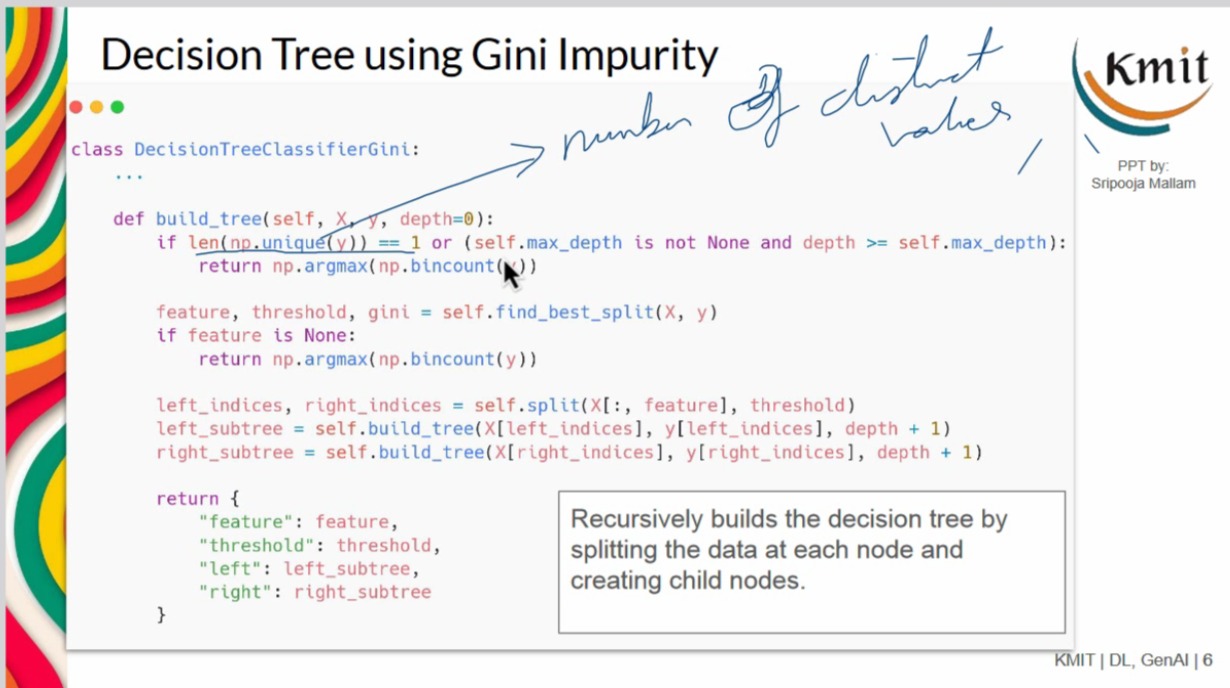 Decision Tree using Gini Impurity
number of distinct
values
Kmit
PPT by:
Sripooja Mallam
class DecisionTreeClassifierGini:
...
def build_tree(self, X, y, depth=0):
if len(np.unique(y)) == 1 or (self.max_depth is not None and depth >= self.max_depth):
return np.argmax(np.bincount(y))
feature, threshold, gini = self.find_best_split(X, y)
if feature is None:
return np.argmax(np.bincount(y))
left_indices, right_indices = self.split(X[:, feature], threshold)
left_subtree = self.build_tree(X[left_indices], y[left_indices], depth + 1)
right_subtree = self.build_tree(X[right_indices], y[right_indices], depth + 1)
return {
"feature": feature,
"threshold": threshold,
"left": left_subtree,
"right": right_subtree
}
Recursively builds the decision tree by
splitting the data at each node and
creating child nodes.
KMIT | DL, GenAI | 6